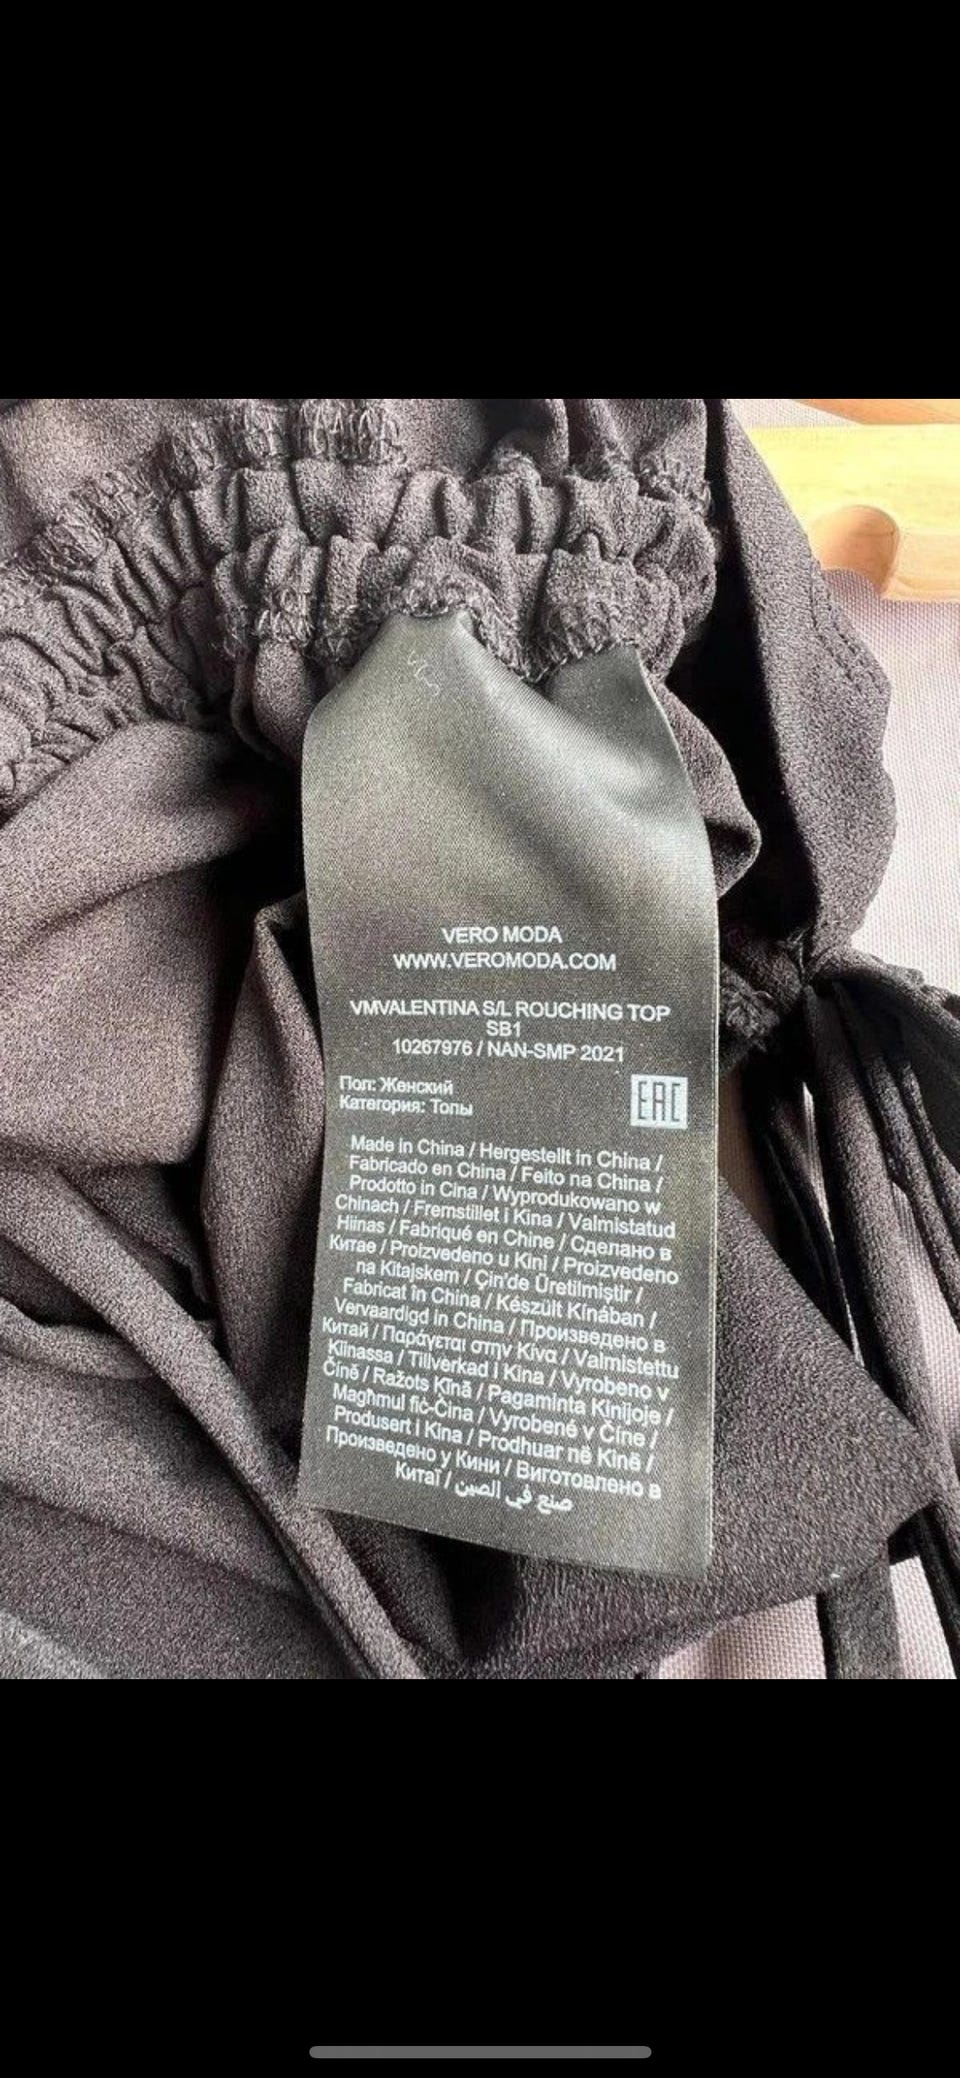 VERO MODA
WWW.VEROMODA.COM
VMVALENTINA S/L ROUCHING TOP
SB1
10267976 / NAN-SMP 2021
Пол: Женский
Категория: Топы
EAC
Made in China / Hergestellt in China /
Fabricado en China / Feito na China /
Prodotto in Cina / Wyprodukowano w
Chinach / Fremstillet i Kina / Valmistatud
Hiinas / Fabriqué en Chine / Сделано в
Китае / Proizvedeno u Kini / Proizvedeno
na Kitajskem / Çin'de Üretilmiştir /
Fabricat în China / Készült Kínában /
Vervaardigd in China / Произведено в
Китай / Παράγεται στην Κίνα / Valmistettu
Kiinassa / Tillverkad i Kina / Vyrobeno v
Číně / Ražots Ķīnā / Pagaminta Kinijoje /
Magħmul fiċ-Ċina / Vyrobené v Číne /
Produsert i Kina / Prodhuar në Kinë /
Произведено у Кини / Виготовлено в
Китаї / صنع في الصين